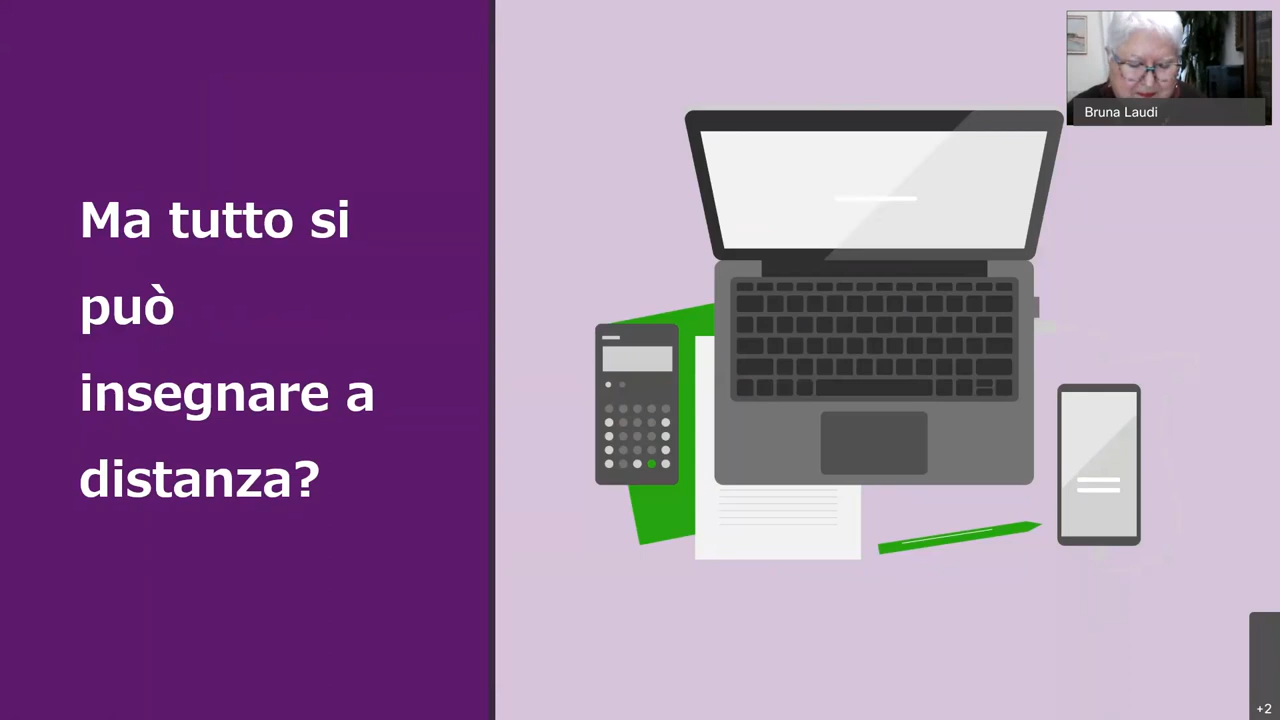 Ma tutto si
può
insegnare a
distanza?
Bruna Laudi
+2